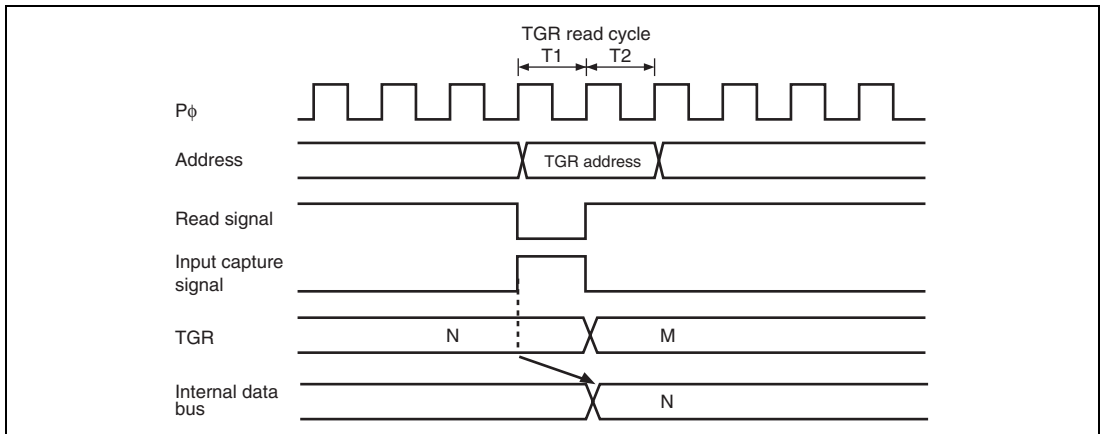 TGR read cycle
T1 T2
Pϕ
Address
TGR address
Read signal
Input capture
signal
TGR
N
M
Internal data
bus
N